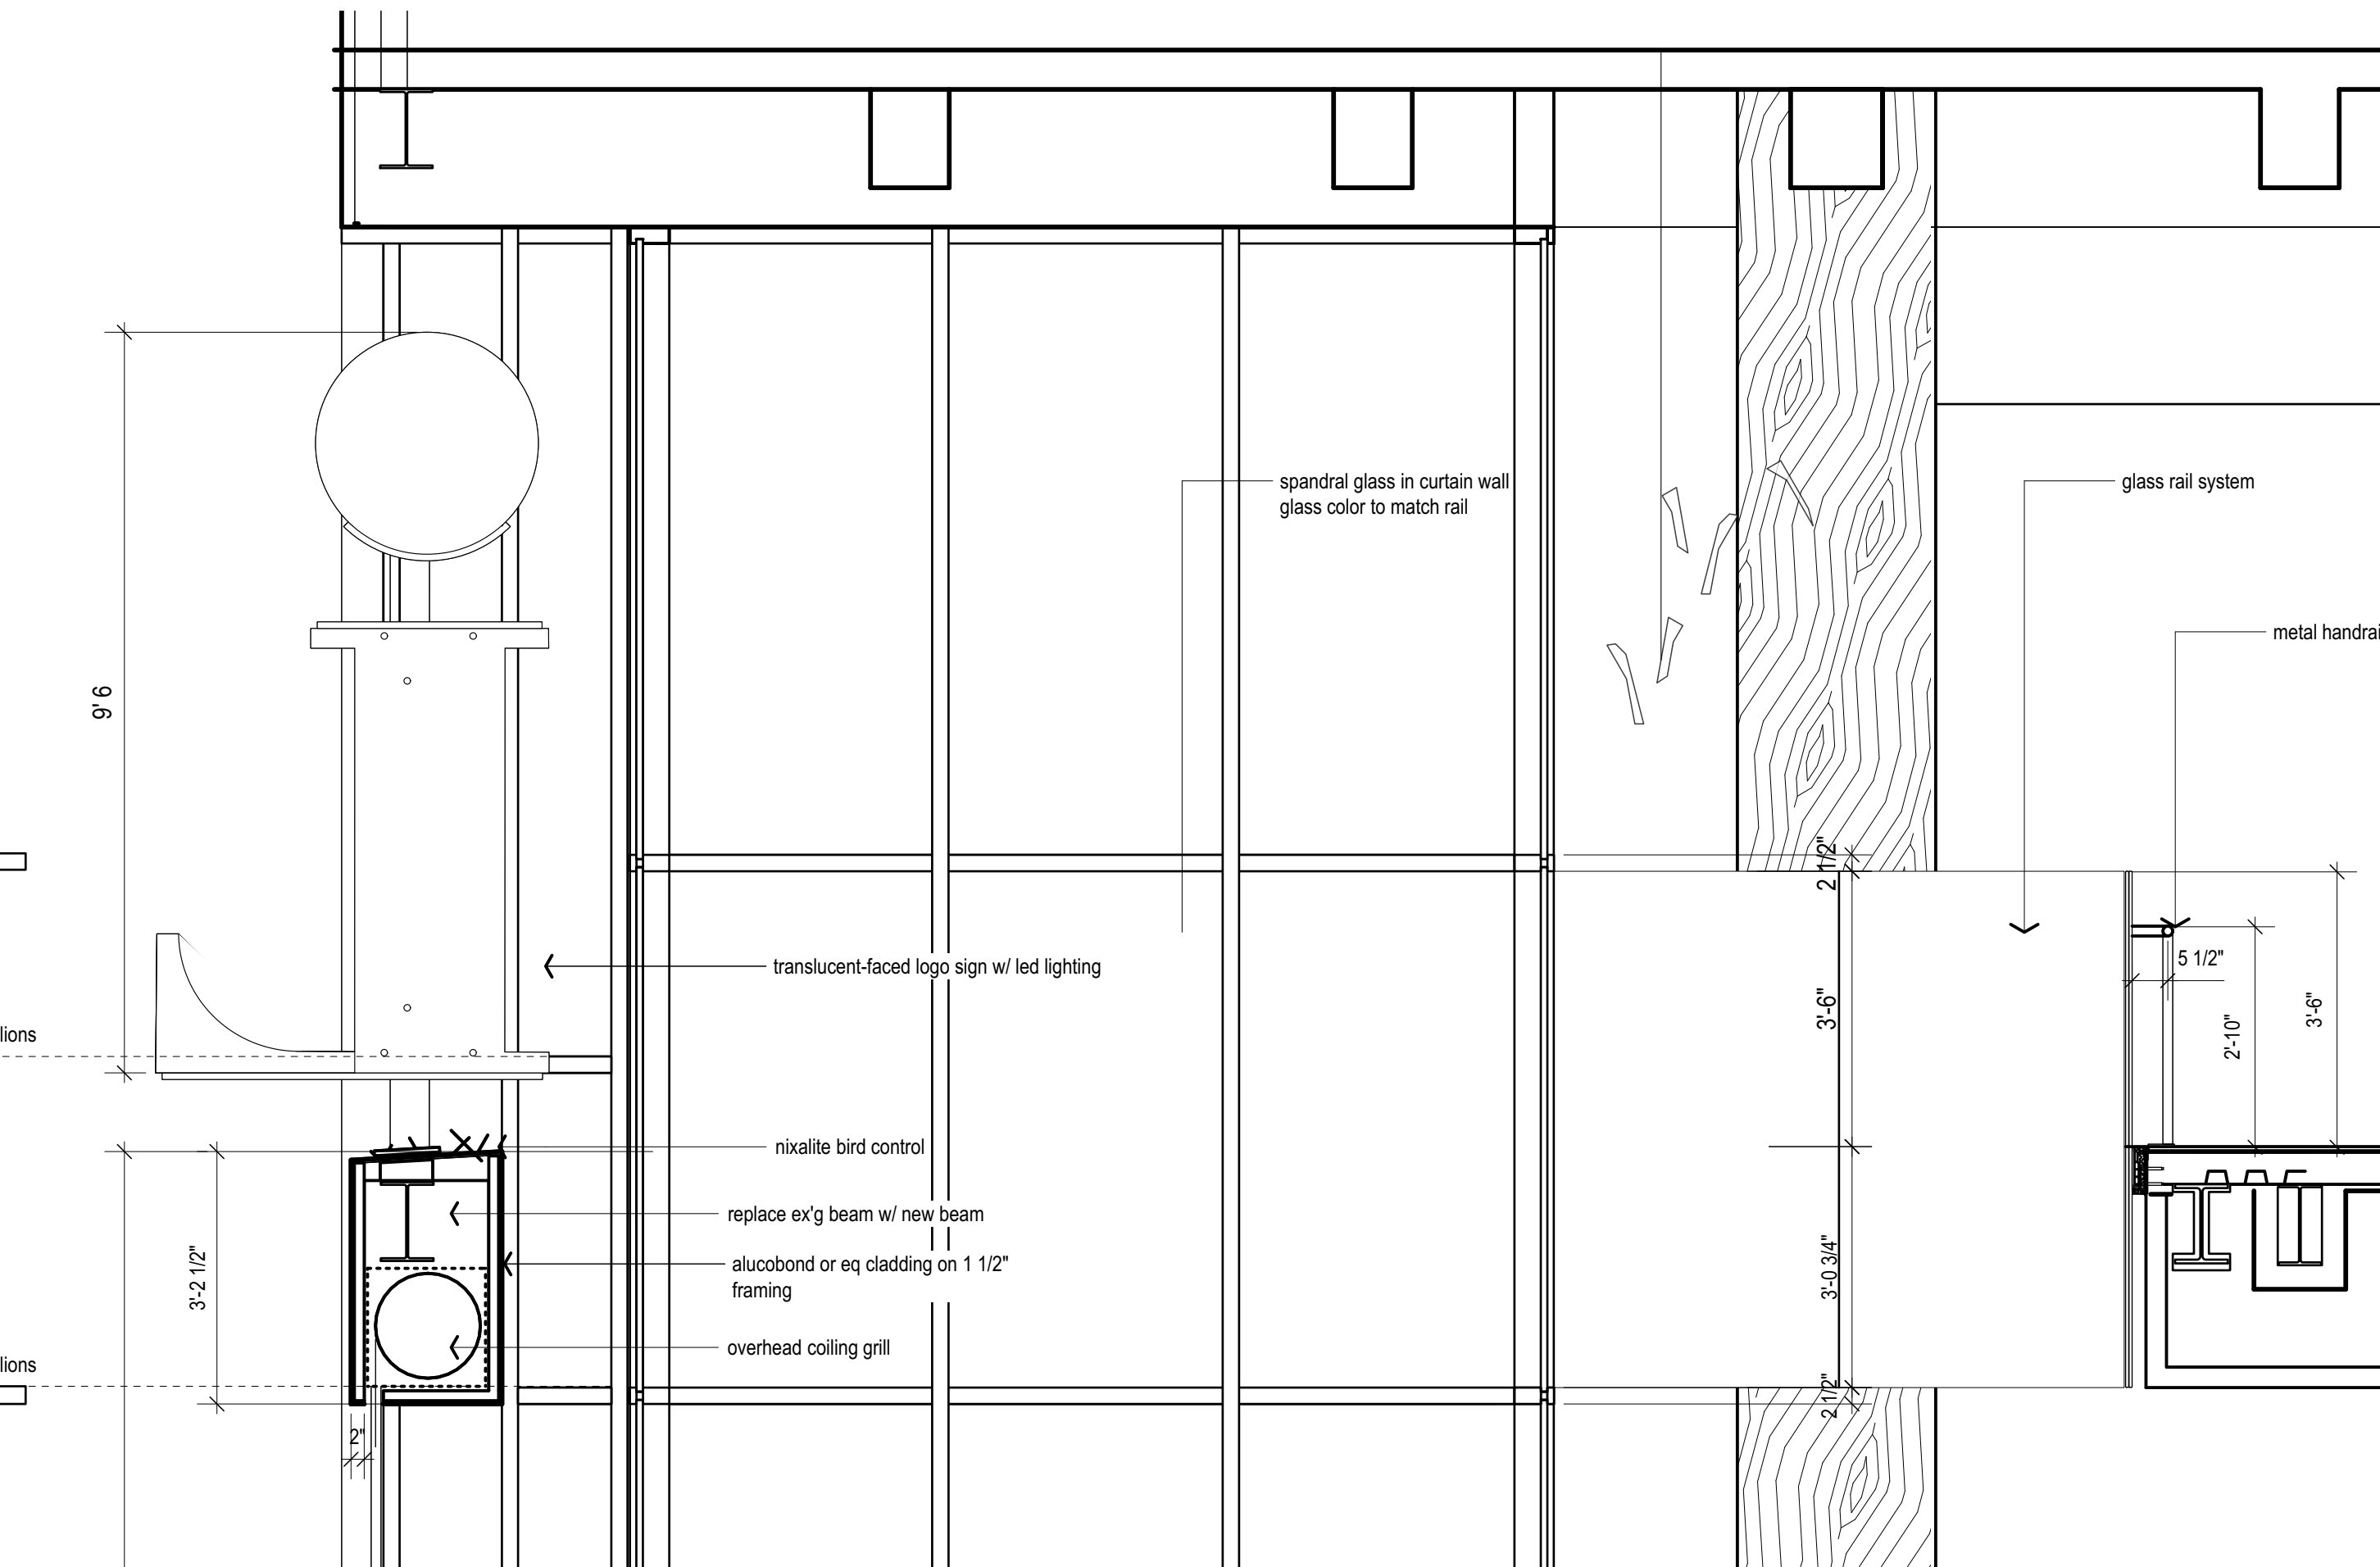 spandral glass in curtain wall
glass color to match rail
glass rail system
metal handrai
9' 6
2 1/2"
translucent-faced logo sign w/ led lighting
5 1/2"
3'-6"
3'-6"
2'-10"
lions
nixalite bird control
replace ex'g beam w/ new beam
alucobond or eq cladding on 1 1/2"
framing
3'-2 1/2"
3'-0 3/4"
overhead coiling grill
lions
2 1/2"
2"